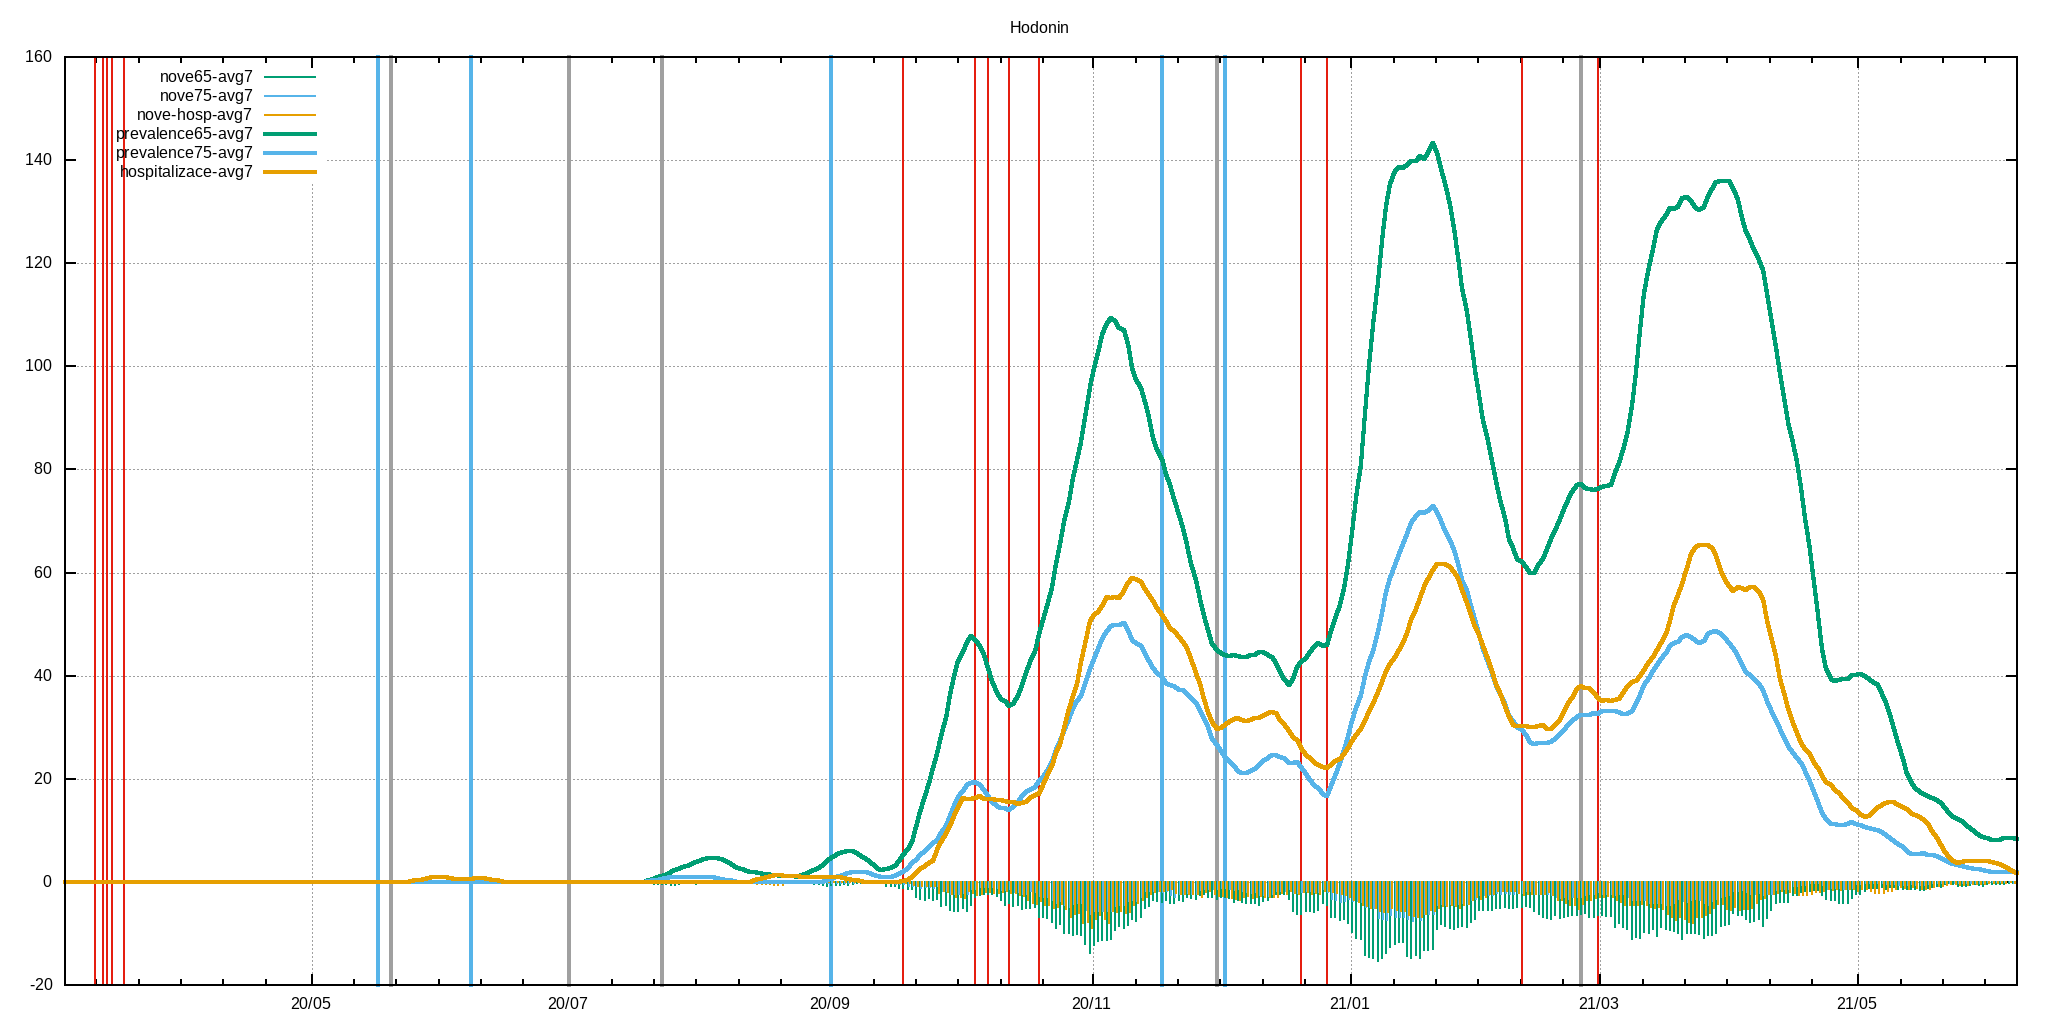 Hodonin
160
140
120
100
80
60
40
20
0
-20
nove65-avg7
nove75-avg7
nove-hosp-avg7
prevalence65-avg7
prevalence75-avg7
hospitalizace-avg7
20/05 20/07 20/09 20/11 21/01 21/03 21/05